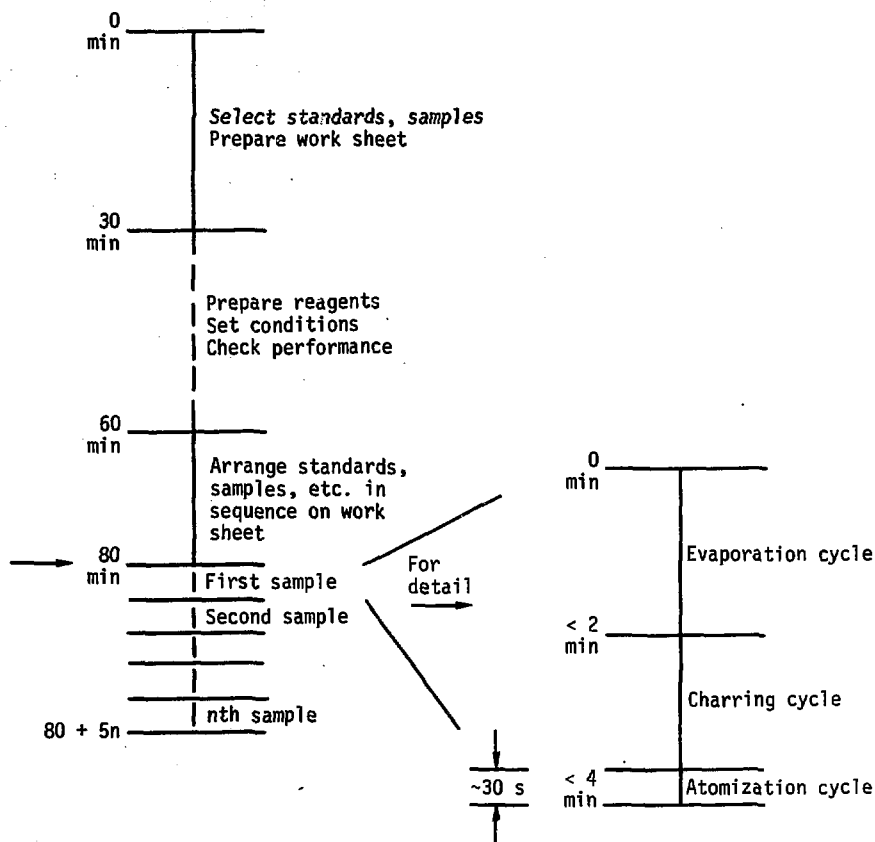 0
min
Select standards, samples
Prepare work sheet
30
min
Prepare reagents
Set conditions
Check performance
60
min
Arrange standards,
samples, etc. in
sequence on work
sheet
80
min
First sample
Second sample
nth sample
80 + 5n
For
detail
0
min
Evaporation cycle
< 2
min
Charring cycle
~30 s
< 4
min
Atomization cycle